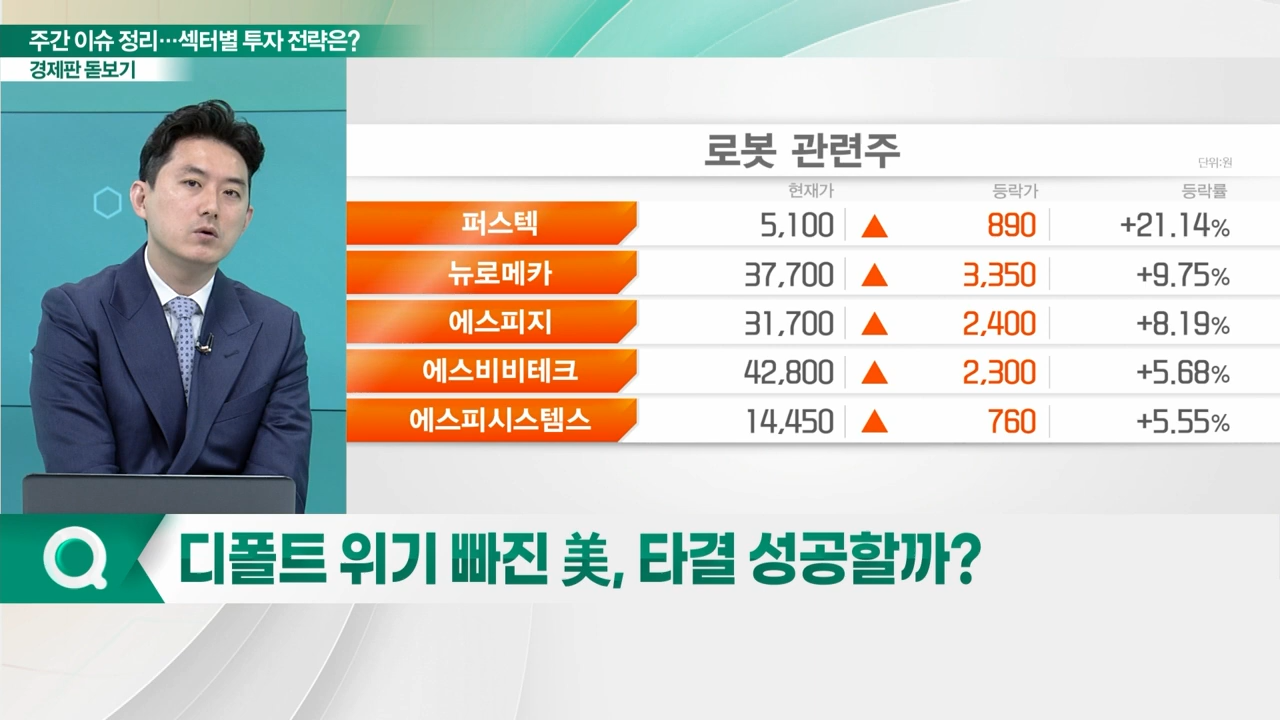 주간 이슈 정리…섹터별 투자 전략은?
경제판 돋보기
로봇 관련주
단위:원
현재가 등락가 등락률
퍼스텍 5,100 ▲ 890 +21.14%
뉴로메카 37,700 ▲ 3,350 +9.75%
에스피지 31,700 ▲ 2,400 +8.19%
에스비비테크 42,800 ▲ 2,300 +5.68%
에스피시스템스 14,450 ▲ 760 +5.55%
Q 디폴트 위기 빠진 美, 타결 성공할까?